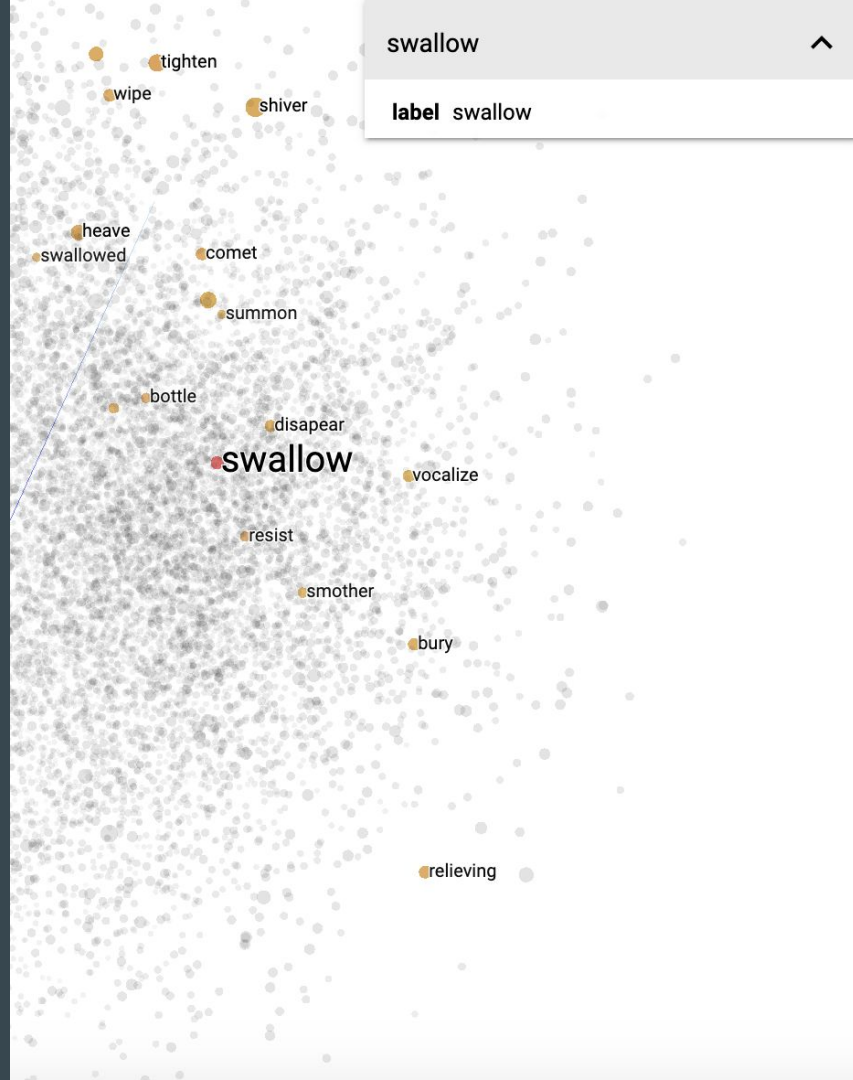 swallow
label swallow
tighten
wipe
shiver
heave
swallowed
comet
summon
bottle
disapear
swallow
vocalize
resist
smother
bury
relieving